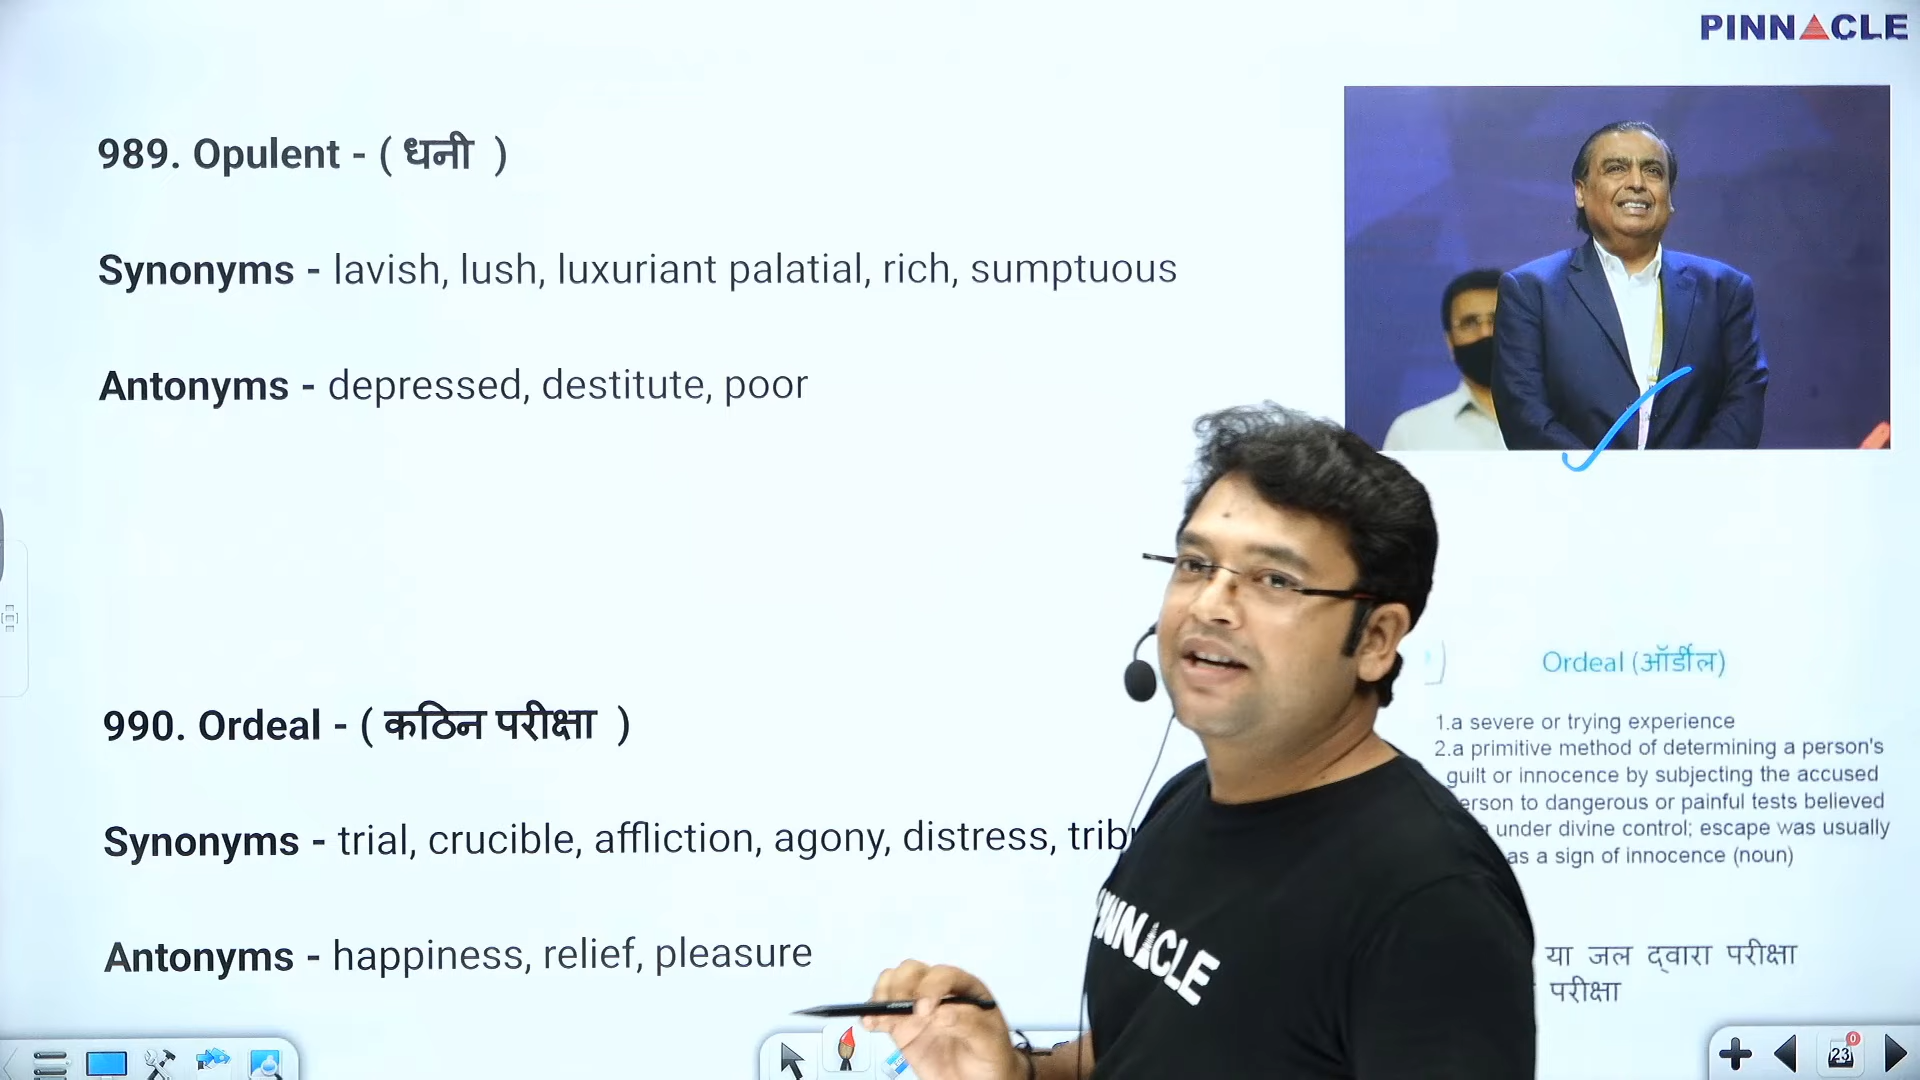 PINNACLE
989. Opulent - ( धनी )
Synonyms - lavish, lush, luxuriant palatial, rich, sumptuous
Antonyms - depressed, destitute, poor
990. Ordeal - ( कठिन परीक्षा )
Synonyms - trial, crucible, affliction, agony, distress,
Antonyms - happiness, relief, pleasure
Ordeal (ऑर्डील)
1.a severe or trying experience
2.a primitive method of determining a person's
guilt or innocence by subjecting the accused
person to dangerous or painful tests believed
under divine control; escape was usually
as a sign of innocence (noun)
या जल द्वारा परीक्षा
परीक्षा
PINNACLE
23
0